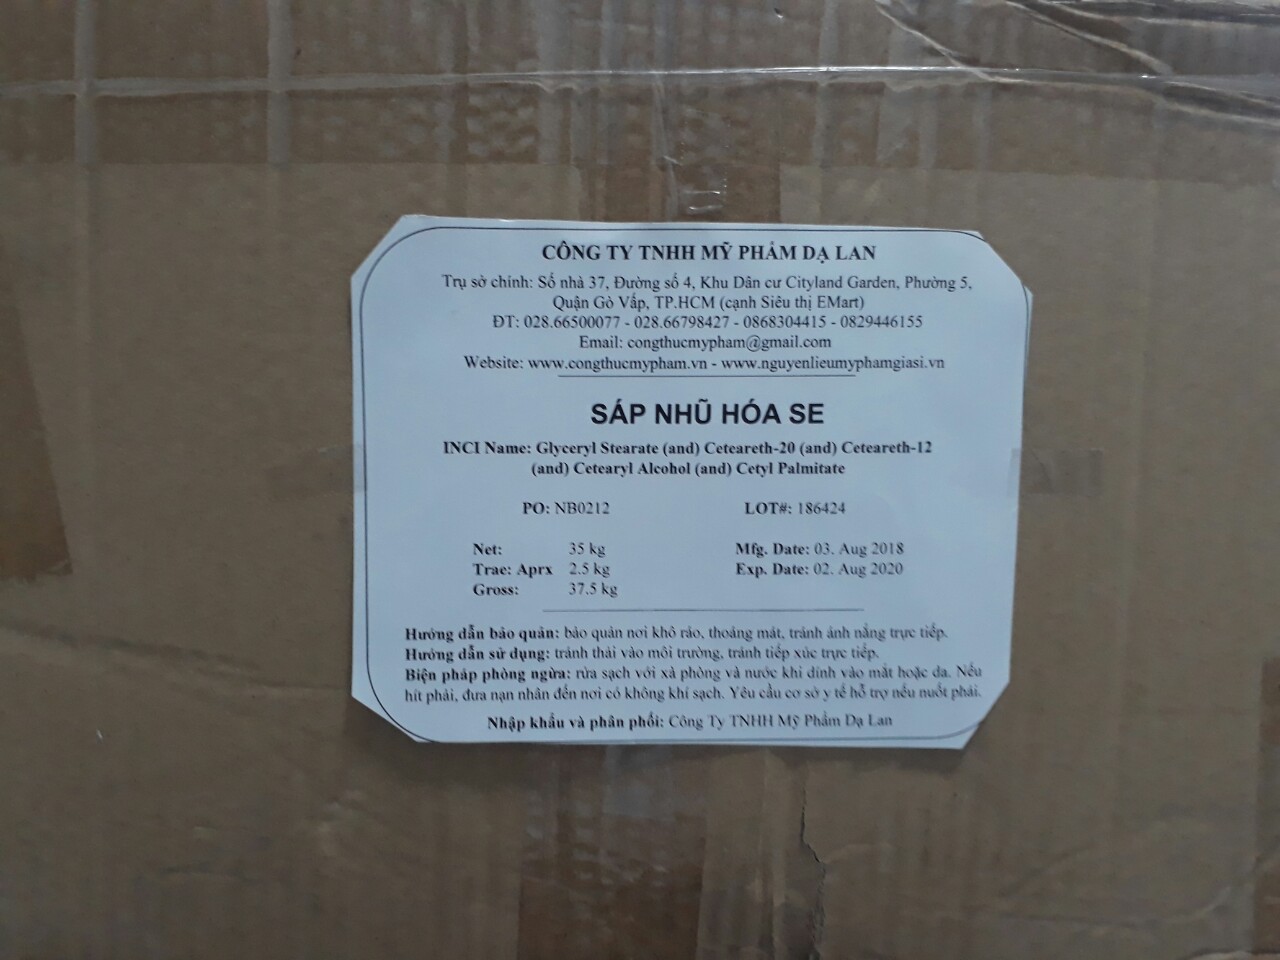 CÔNG TY TNHH MỸ PHẨM DẠ LAN
Trụ sở chính: Số nhà 37, Đường số 4, Khu Dân cư Cityland Garden, Phường 5,
Quận Gò Vấp, TP.HCM (cạnh Siêu thị EMart)
ĐT: 028.66500077 - 028.66798427 - 0868304415 - 0829446155
Email: congthucmypham@gmail.com
Website: www.congthucmypham.vn - www.nguyenlieumyphamgiasi.vn
SÁP NHŨ HÓA SE
INCI Name: Glyceryl Stearate (and) Ceteareth-20 (and) Ceteareth-12
(and) Cetearyl Alcohol (and) Cetyl Palmitate
PO: NB0212 LOT#: 186424
Net: 35 kg Mfg. Date: 03. Aug 2018
Trae: Aprx 2.5 kg Exp. Date: 02. Aug 2020
Gross: 37.5 kg
Hướng dẫn bảo quản: bảo quản nơi khô ráo, thoáng mát, tránh ánh nắng trực tiếp.
Hướng dẫn sử dụng: tránh thải vào môi trường, tránh tiếp xúc trực tiếp.
Biện pháp phòng ngừa: rửa sạch với xà phòng và nước khi dính vào mắt hoặc da. Nếu
hít phải, đưa nạn nhân đến nơi có không khí sạch. Yêu cầu cơ sở y tế hỗ trợ nếu nuốt phải.
Nhập khẩu và phân phối: Công Ty TNHH Mỹ Phẩm Dạ Lan